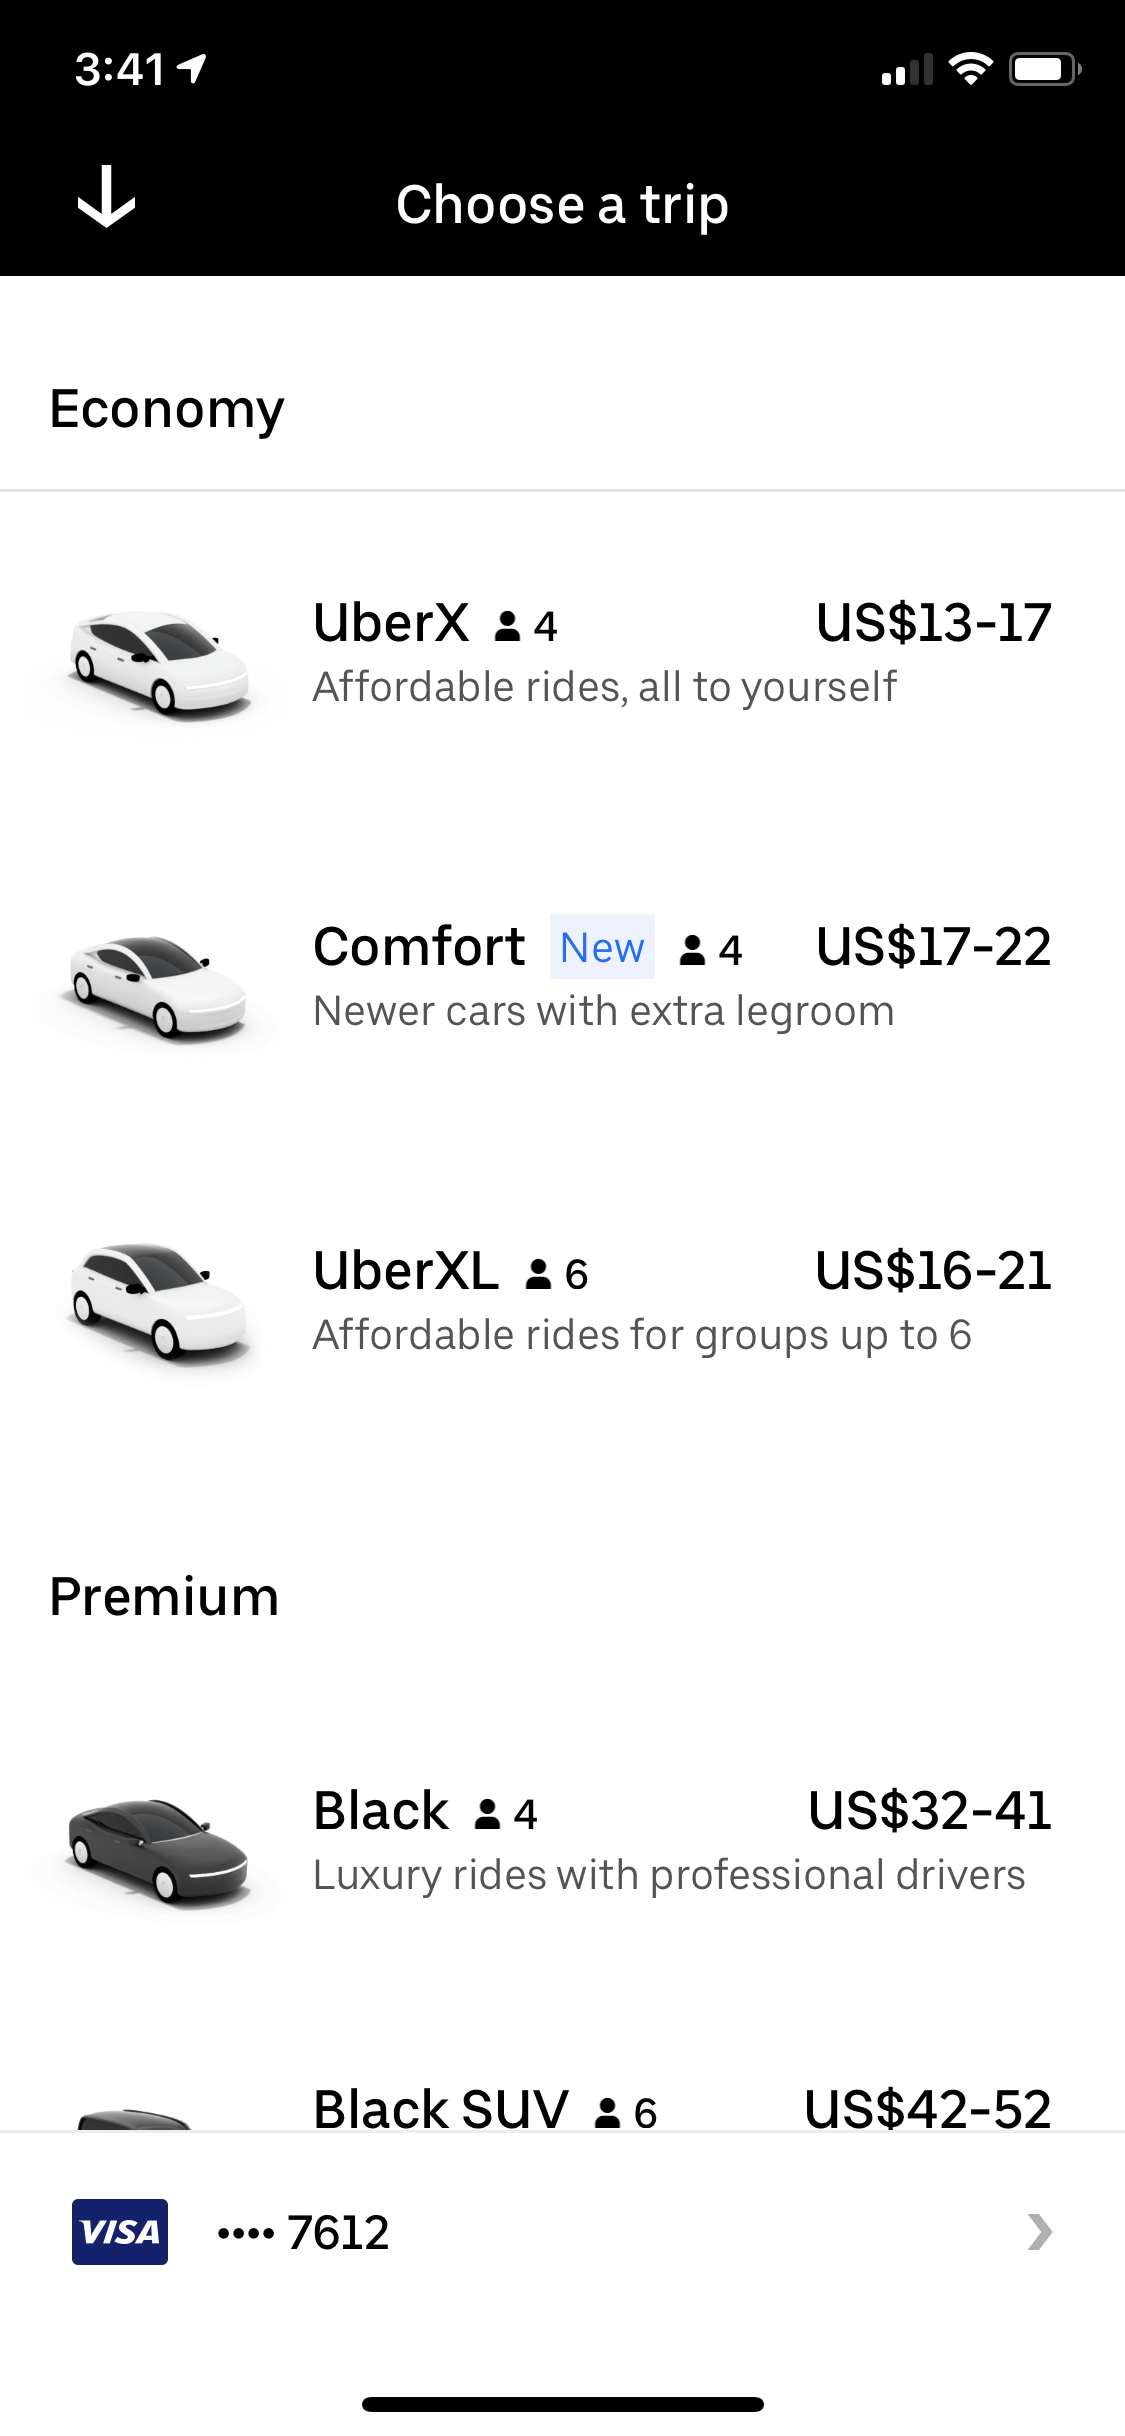 3:41
Choose a trip
Economy
UberX 4 US$13-17
Affordable rides, all to yourself
Comfort New 4 US$17-22
Newer cars with extra legroom
UberXL 6 US$16-21
Affordable rides for groups up to 6
Premium
Black 4 US$32-41
Luxury rides with professional drivers
Black SUV 6 US$42-52
VISA •••• 7612